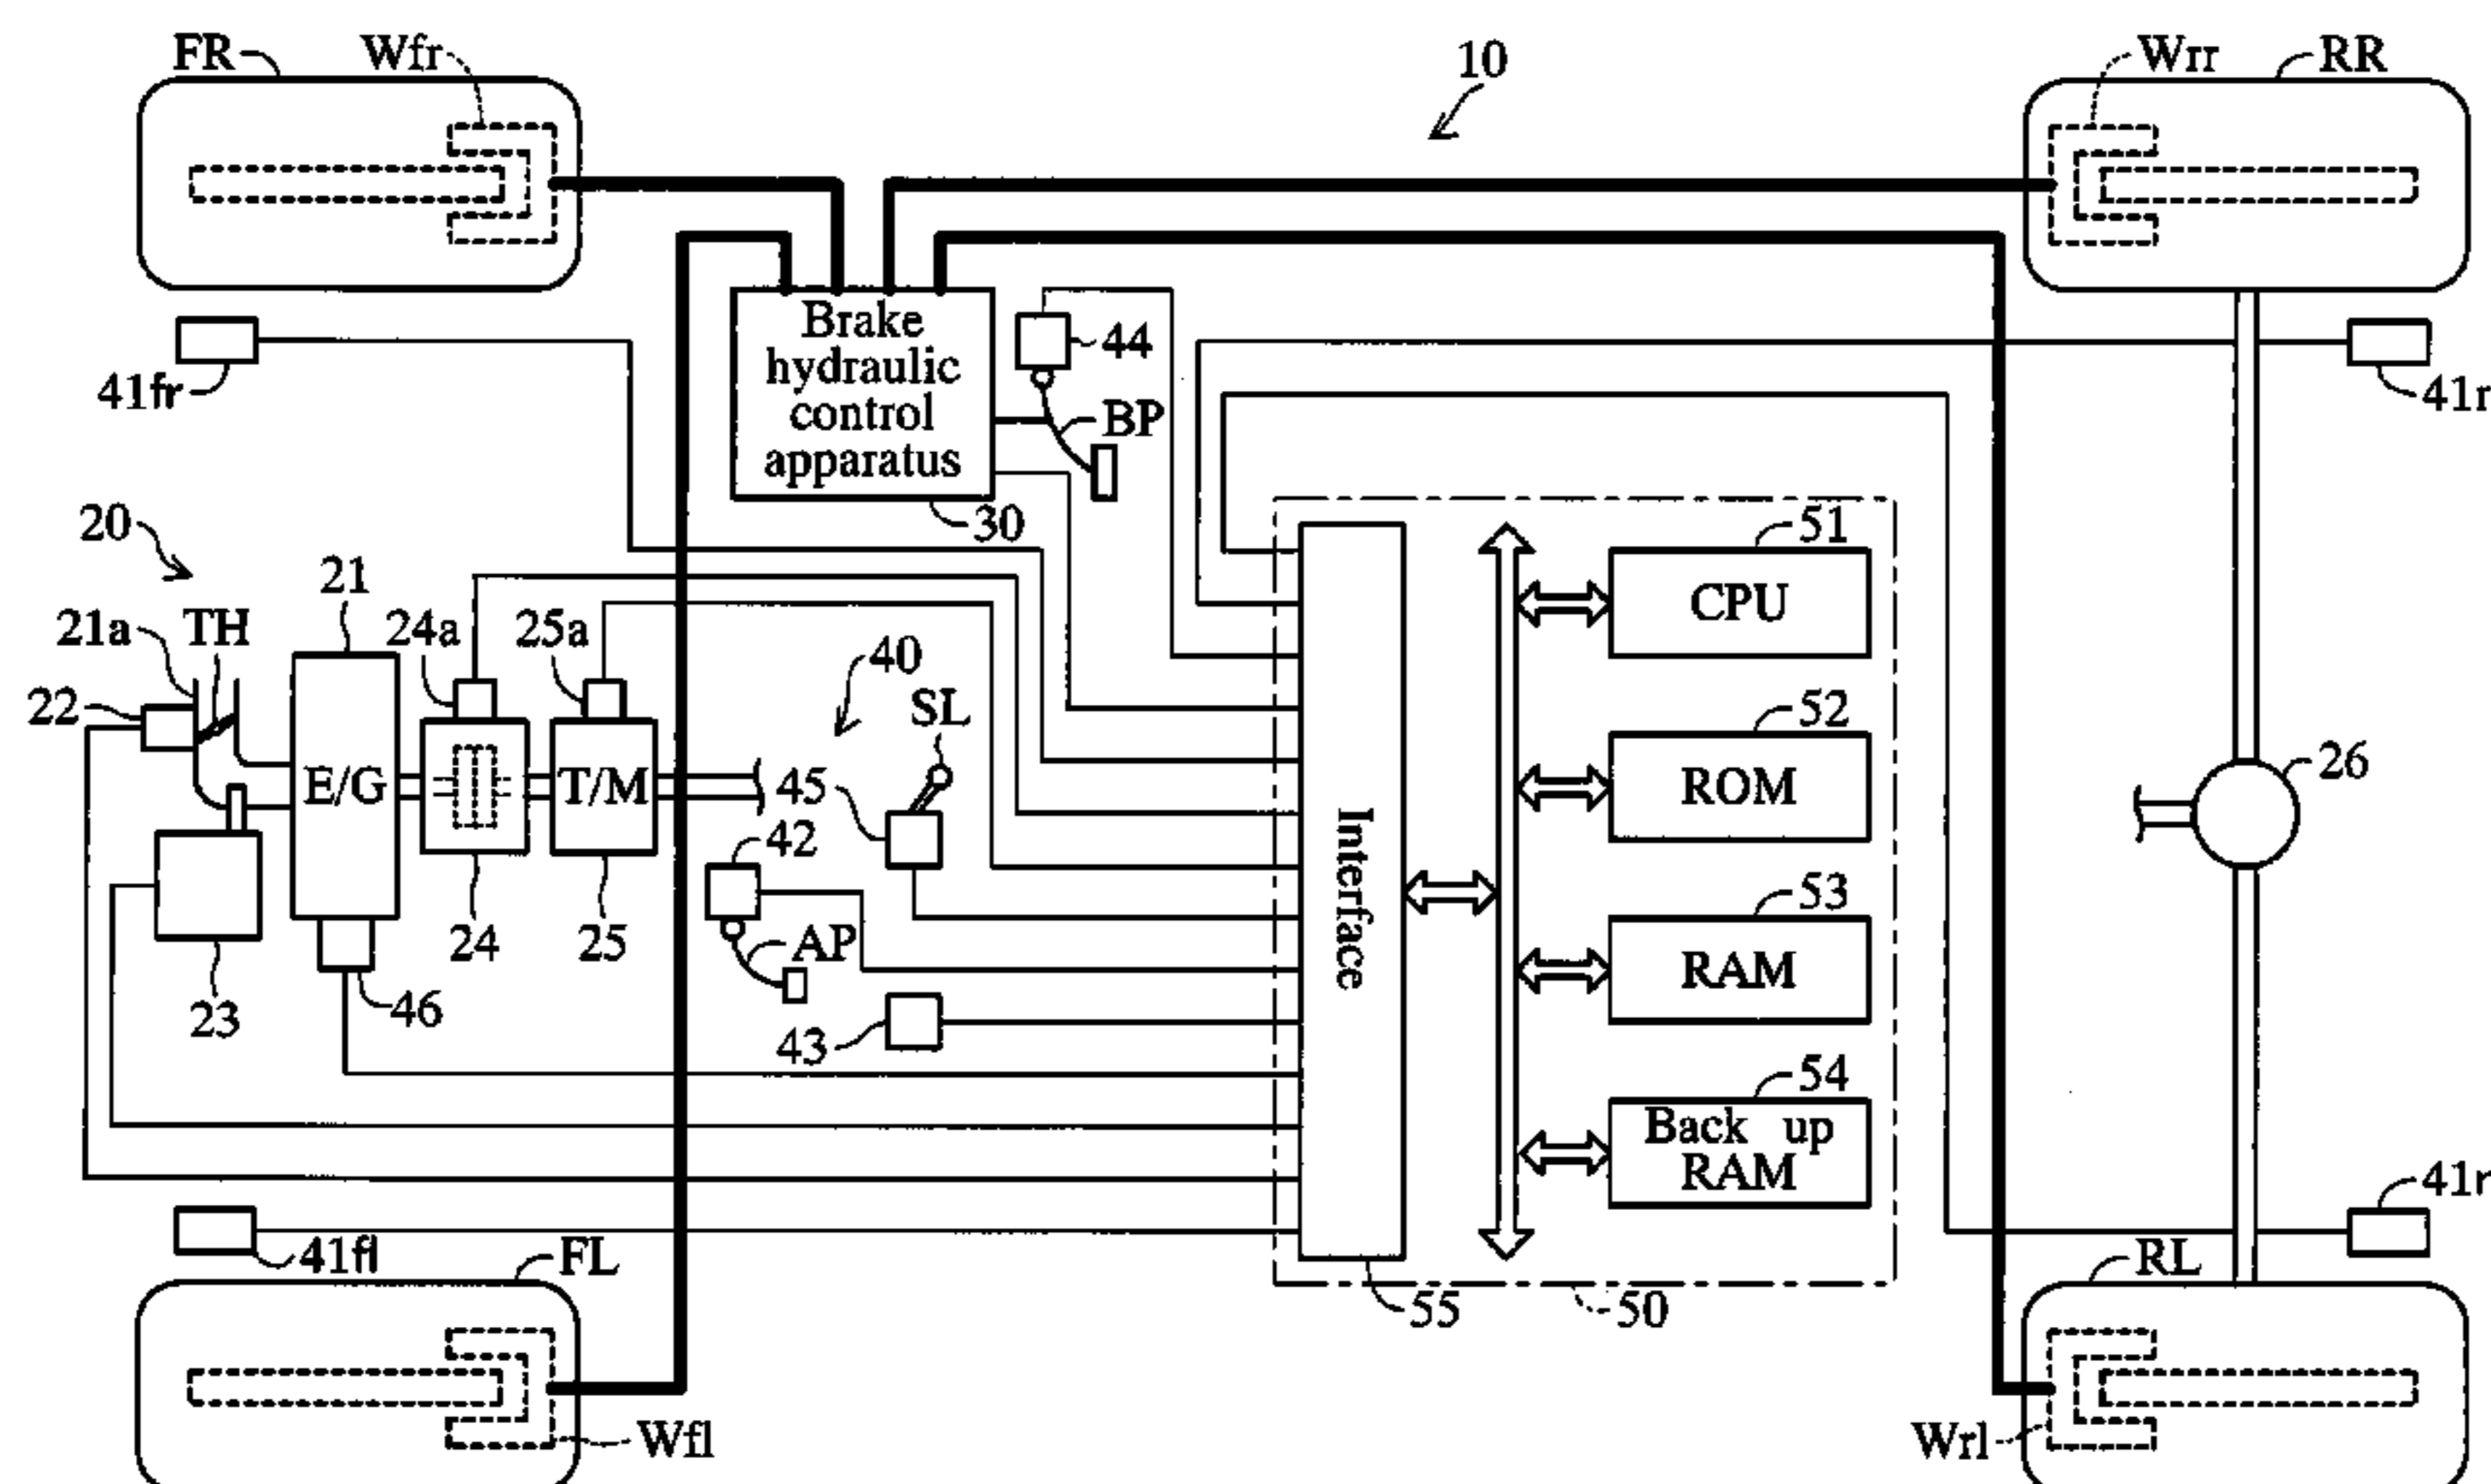 FR
Wfr
10
Wrr
RR
41fr
Brake
hydraulic
control
apparatus
44
BP
30
41r
20
21
21a
TH
24a
25a
22
E/G
T/M
40
SL
45
42
AP
24
25
23
46
43
Interface
51
CPU
52
ROM
53
RAM
54
Back up
RAM
26
41r
41fl
FL
55
50
RL
Wfl
Wrl